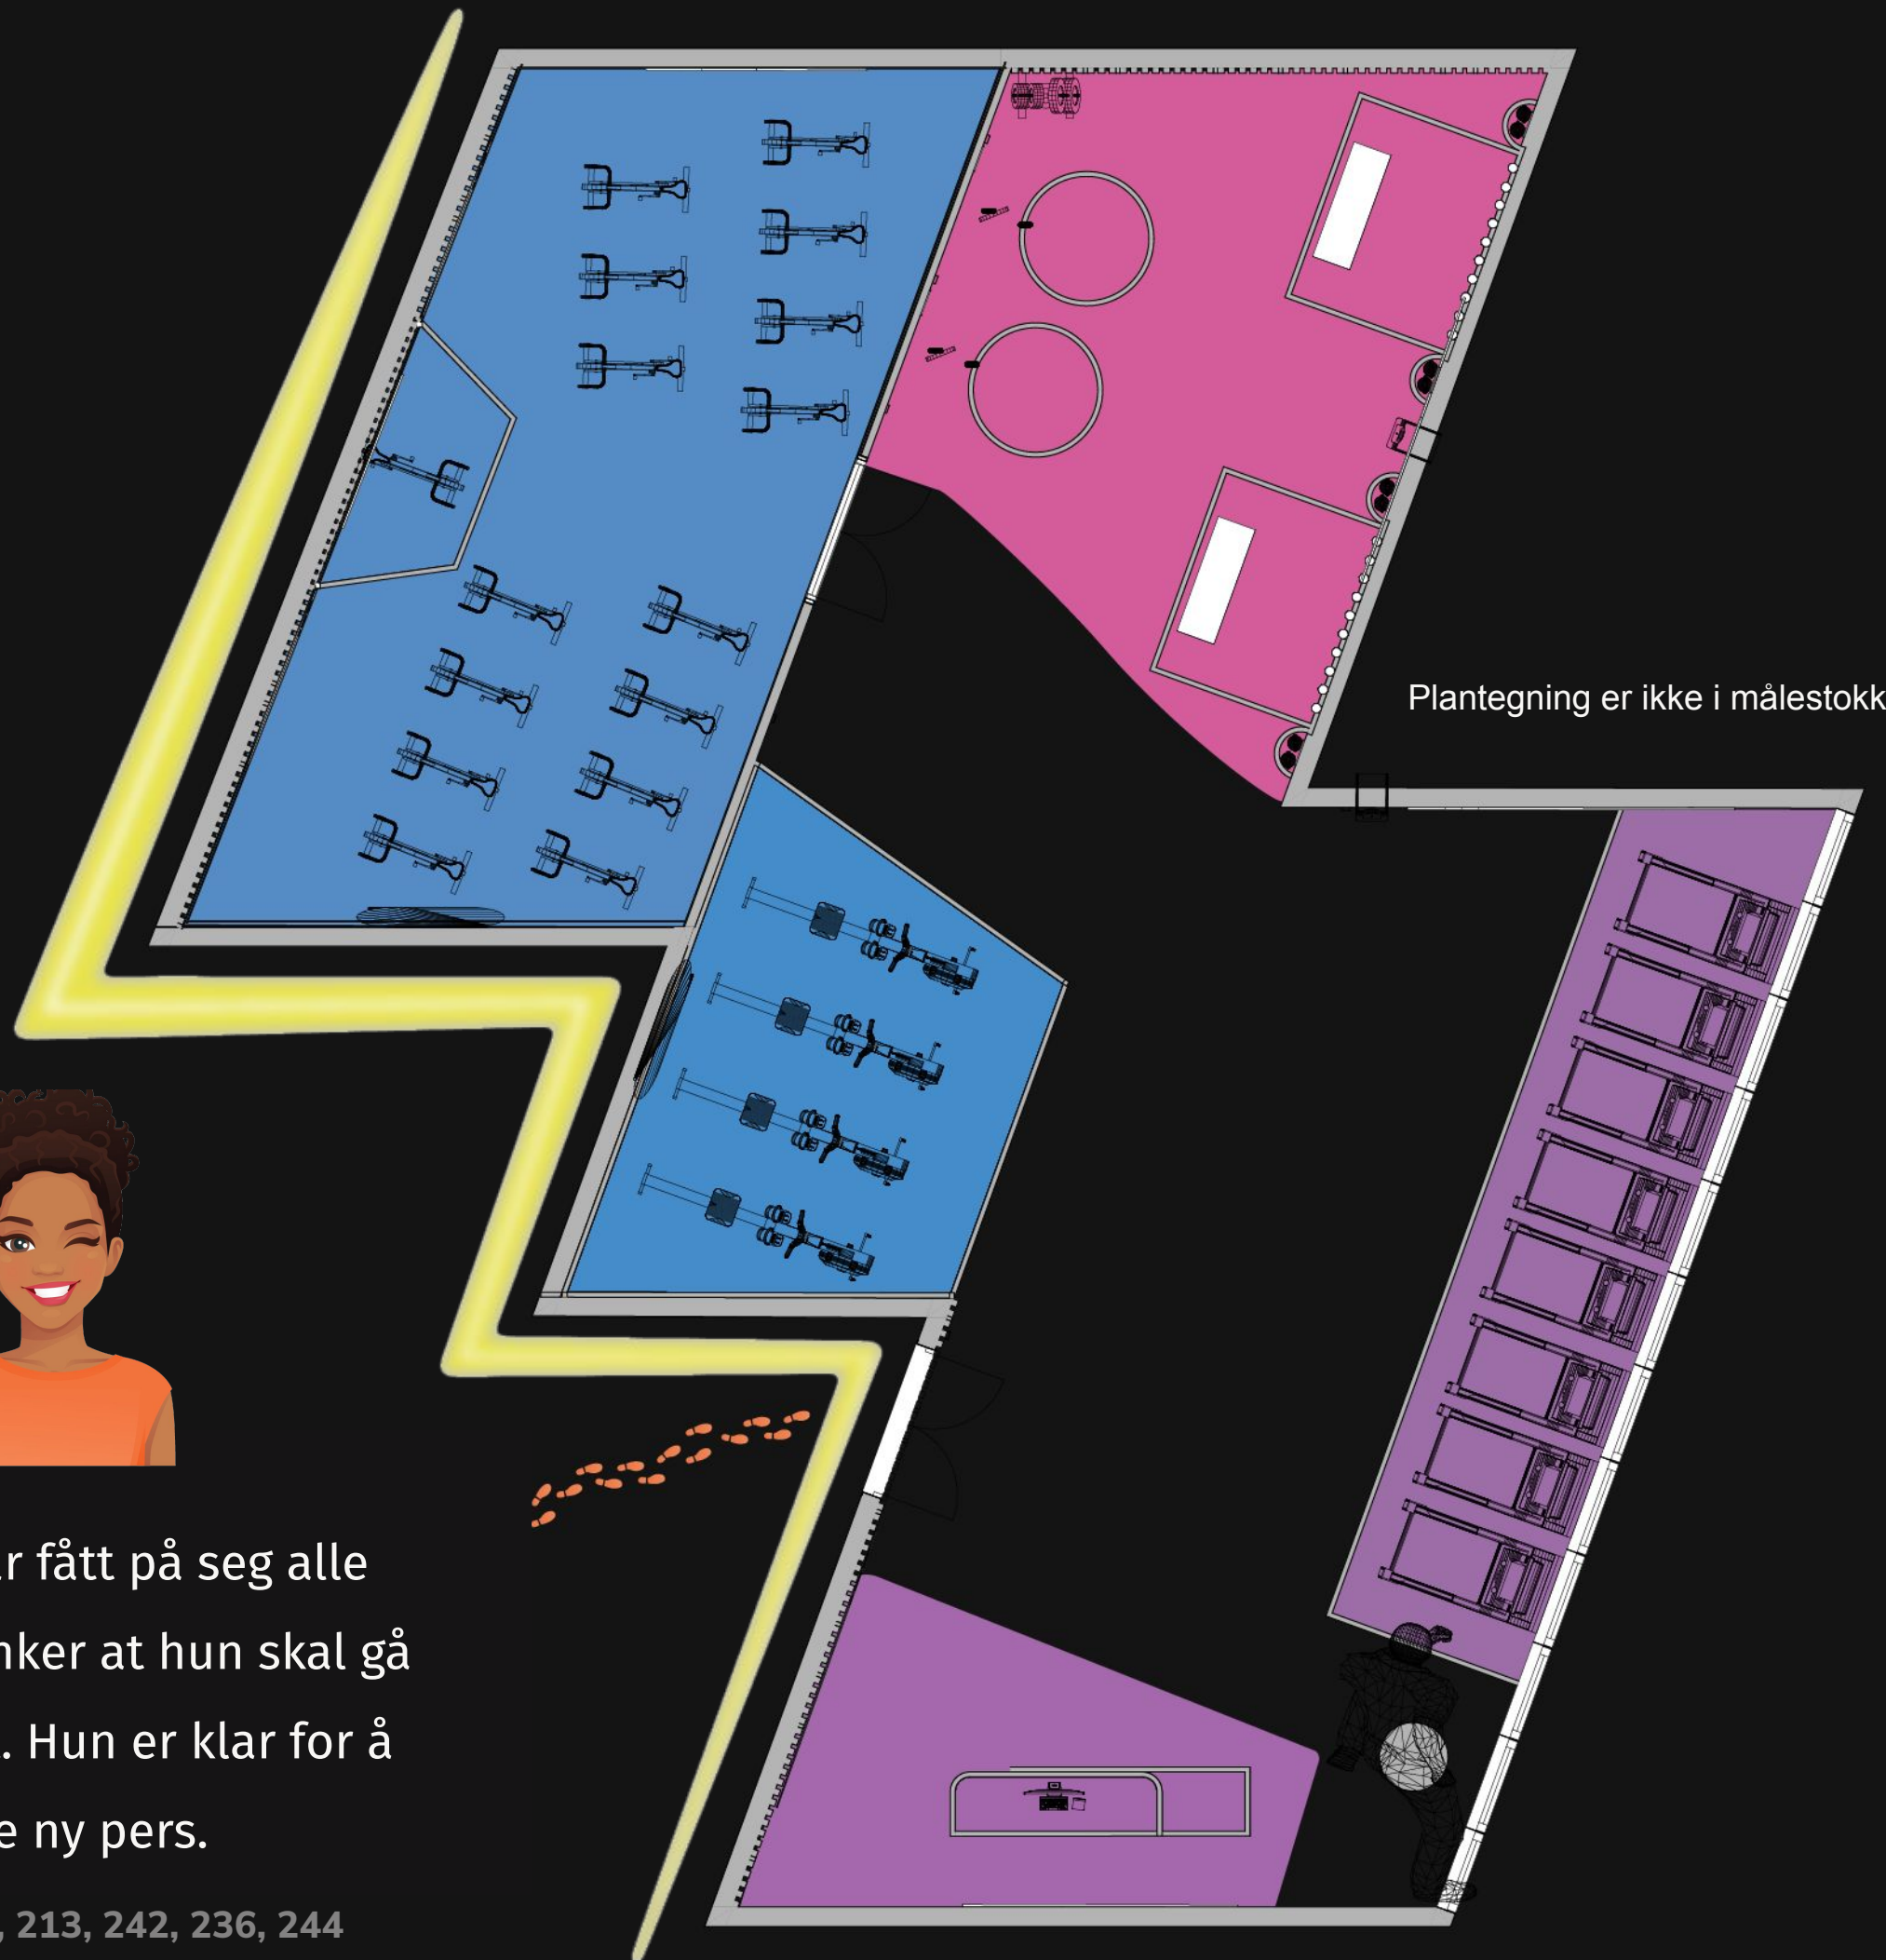 Plantegning er ikke i målestokk
fått på seg alle
at hun skal gå
Hun er klar for å
ny pers.
213, 242, 236, 244